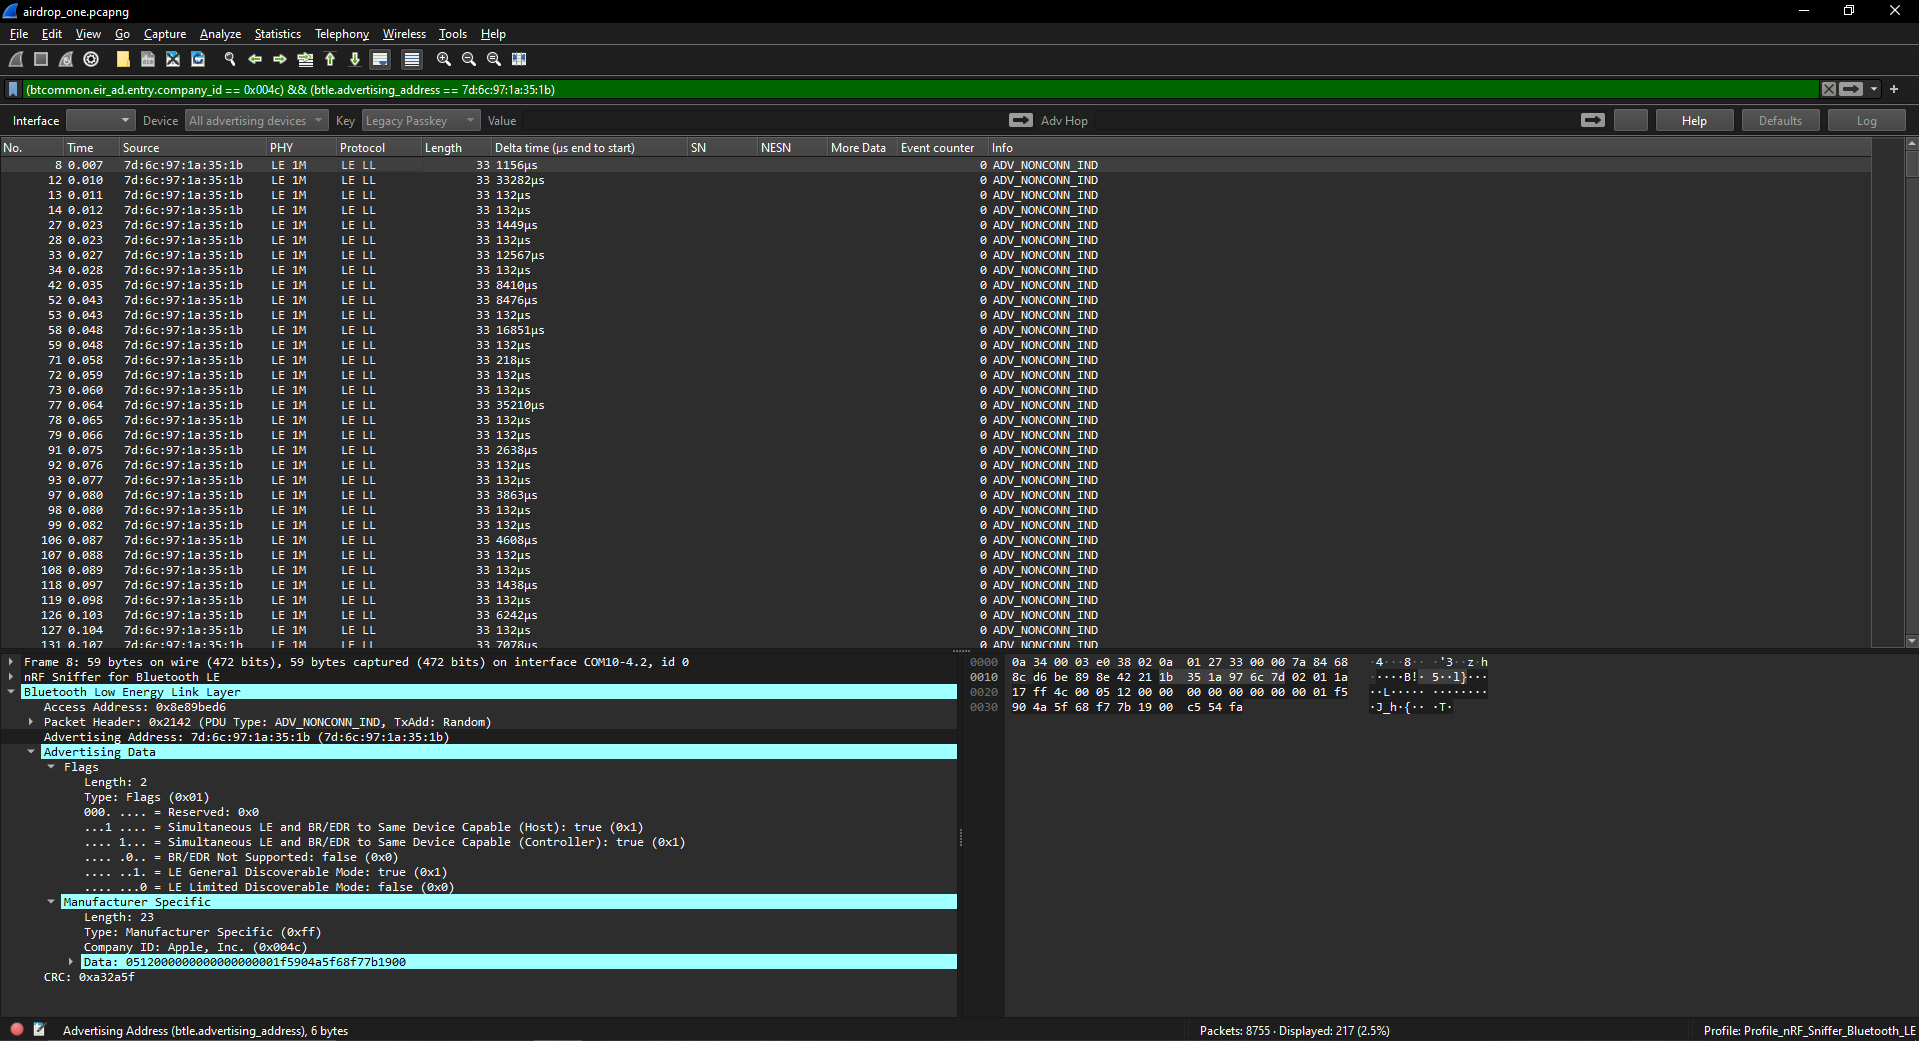 airdrop_one.pcapng
File Edit View Go Capture Analyze Statistics Telephony Wireless Tools Help
(btcommon.eir_ad.entry.company_id == 0x004c) && (btle.advertising_address == 7d:6c:97:1a:35:1b)
Interface Device All advertising devices Key Legacy Passkey Value Adv Hop Help Defaults Log
No. Time Source PHY Protocol Length Delta time (µs end to start) SN NESN More Data Event counter Info
8 0.007 7d:6c:97:1a:35:1b LE 1M LE LL 33 1156µs 0 ADV_NONCONN_IND
12 0.010 7d:6c:97:1a:35:1b LE 1M LE LL 33 33282µs 0 ADV_NONCONN_IND
13 0.011 7d:6c:97:1a:35:1b LE 1M LE LL 33 132µs 0 ADV_NONCONN_IND
14 0.012 7d:6c:97:1a:35:1b LE 1M LE LL 33 132µs 0 ADV_NONCONN_IND
27 0.023 7d:6c:97:1a:35:1b LE 1M LE LL 33 1449µs 0 ADV_NONCONN_IND
28 0.023 7d:6c:97:1a:35:1b LE 1M LE LL 33 132µs 0 ADV_NONCONN_IND
33 0.027 7d:6c:97:1a:35:1b LE 1M LE LL 33 12567µs 0 ADV_NONCONN_IND
34 0.028 7d:6c:97:1a:35:1b LE 1M LE LL 33 132µs 0 ADV_NONCONN_IND
42 0.035 7d:6c:97:1a:35:1b LE 1M LE LL 33 8410µs 0 ADV_NONCONN_IND
52 0.043 7d:6c:97:1a:35:1b LE 1M LE LL 33 8476µs 0 ADV_NONCONN_IND
53 0.043 7d:6c:97:1a:35:1b LE 1M LE LL 33 132µs 0 ADV_NONCONN_IND
58 0.048 7d:6c:97:1a:35:1b LE 1M LE LL 33 16851µs 0 ADV_NONCONN_IND
59 0.048 7d:6c:97:1a:35:1b LE 1M LE LL 33 132µs 0 ADV_NONCONN_IND
71 0.058 7d:6c:97:1a:35:1b LE 1M LE LL 33 218µs 0 ADV_NONCONN_IND
72 0.059 7d:6c:97:1a:35:1b LE 1M LE LL 33 132µs 0 ADV_NONCONN_IND
73 0.060 7d:6c:97:1a:35:1b LE 1M LE LL 33 132µs 0 ADV_NONCONN_IND
77 0.064 7d:6c:97:1a:35:1b LE 1M LE LL 33 35210µs 0 ADV_NONCONN_IND
78 0.065 7d:6c:97:1a:35:1b LE 1M LE LL 33 132µs 0 ADV_NONCONN_IND
79 0.066 7d:6c:97:1a:35:1b LE 1M LE LL 33 132µs 0 ADV_NONCONN_IND
91 0.075 7d:6c:97:1a:35:1b LE 1M LE LL 33 2638µs 0 ADV_NONCONN_IND
92 0.076 7d:6c:97:1a:35:1b LE 1M LE LL 33 132µs 0 ADV_NONCONN_IND
93 0.077 7d:6c:97:1a:35:1b LE 1M LE LL 33 132µs 0 ADV_NONCONN_IND
97 0.080 7d:6c:97:1a:35:1b LE 1M LE LL 33 3863µs 0 ADV_NONCONN_IND
98 0.080 7d:6c:97:1a:35:1b LE 1M LE LL 33 132µs 0 ADV_NONCONN_IND
99 0.082 7d:6c:97:1a:35:1b LE 1M LE LL 33 132µs 0 ADV_NONCONN_IND
106 0.087 7d:6c:97:1a:35:1b LE 1M LE LL 33 4608µs 0 ADV_NONCONN_IND
107 0.088 7d:6c:97:1a:35:1b LE 1M LE LL 33 132µs 0 ADV_NONCONN_IND
108 0.089 7d:6c:97:1a:35:1b LE 1M LE LL 33 132µs 0 ADV_NONCONN_IND
118 0.097 7d:6c:97:1a:35:1b LE 1M LE LL 33 1438µs 0 ADV_NONCONN_IND
119 0.098 7d:6c:97:1a:35:1b LE 1M LE LL 33 132µs 0 ADV_NONCONN_IND
126 0.103 7d:6c:97:1a:35:1b LE 1M LE LL 33 6242µs 0 ADV_NONCONN_IND
127 0.104 7d:6c:97:1a:35:1b LE 1M LE LL 33 132µs 0 ADV_NONCONN_IND
131 0.107 7d:6c:97:1a:35:1b LE 1M LE LL 33 7078µs 0 ADV_NONCONN_IND
Frame 8: 59 bytes on wire (472 bits), 59 bytes captured (472 bits) on interface COM10-4.2, id 0
nRF Sniffer for Bluetooth LE
Bluetooth Low Energy Link Layer
Access Address: 0x8e89bed6
Packet Header: 0x2142 (PDU Type: ADV_NONCONN_IND, TxAdd: Random)
Advertising Address: 7d:6c:97:1a:35:1b (7d:6c:97:1a:35:1b)
Advertising Data
Flags
Length: 2
Type: Flags (0x01)
000. .... = Reserved: 0x0
...1 .... = Simultaneous LE and BR/EDR to Same Device Capable (Host): true (0x1)
.... 1... = Simultaneous LE and BR/EDR to Same Device Capable (Controller): true (0x1)
.... .0.. = BR/EDR Not Supported: false (0x0)
.... ..1. = LE General Discoverable Mode: true (0x1)
.... ...0 = LE Limited Discoverable Mode: false (0x0)
Manufacturer Specific
Length: 23
Type: Manufacturer Specific (0xff)
Company ID: Apple, Inc. (0x004c)
Data: 0512000000000000000001f5904a5f68f77b1900
CRC: 0xa32a5f
0000 0a 34 00 03 e0 38 02 0a 01 27 33 00 00 7a 84 68 ·4···8·· ·'3··z·h
0010 8c d6 be 89 8e 42 21 1b 35 1a 97 6c 7d 02 01 1a ·····B!· 5··l}···
0020 17 ff 4c 00 05 12 00 00 00 00 00 00 00 00 01 f5 ··L····· ········
0030 90 4a 5f 68 f7 7b 19 00 c5 54 fa ·J_h·{·· ·T·
Advertising Address (btle.advertising_address), 6 bytes
Packets: 8755 · Displayed: 217 (2.5%)
Profile: Profile_nRF_Sniffer_Bluetooth_LE